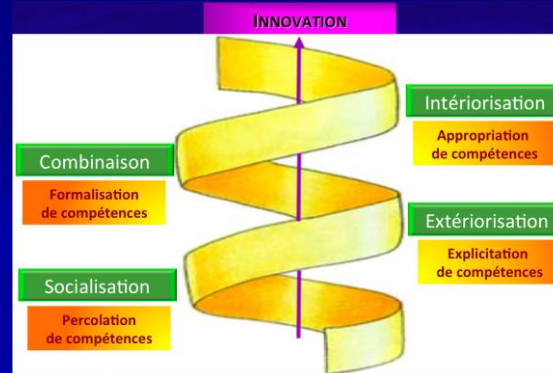 INNOVATION
Intériorisation
Appropriation
de compétences
Combinaison
Formalisation
de compétences
Extériorisation
Explicitation
de compétences
Socialisation
Percolation
de compétences